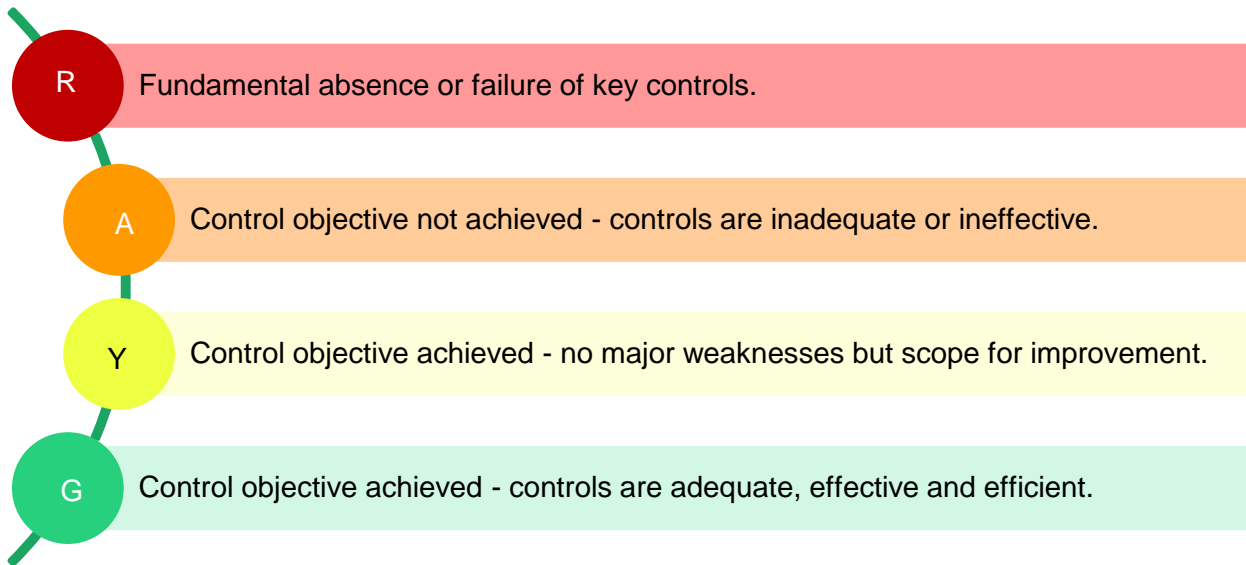 R Fundamental absence or failure of key controls.
A Control objective not achieved - controls are inadequate or ineffective.
Y Control objective achieved - no major weaknesses but scope for improvement.
G Control objective achieved - controls are adequate, effective and efficient.